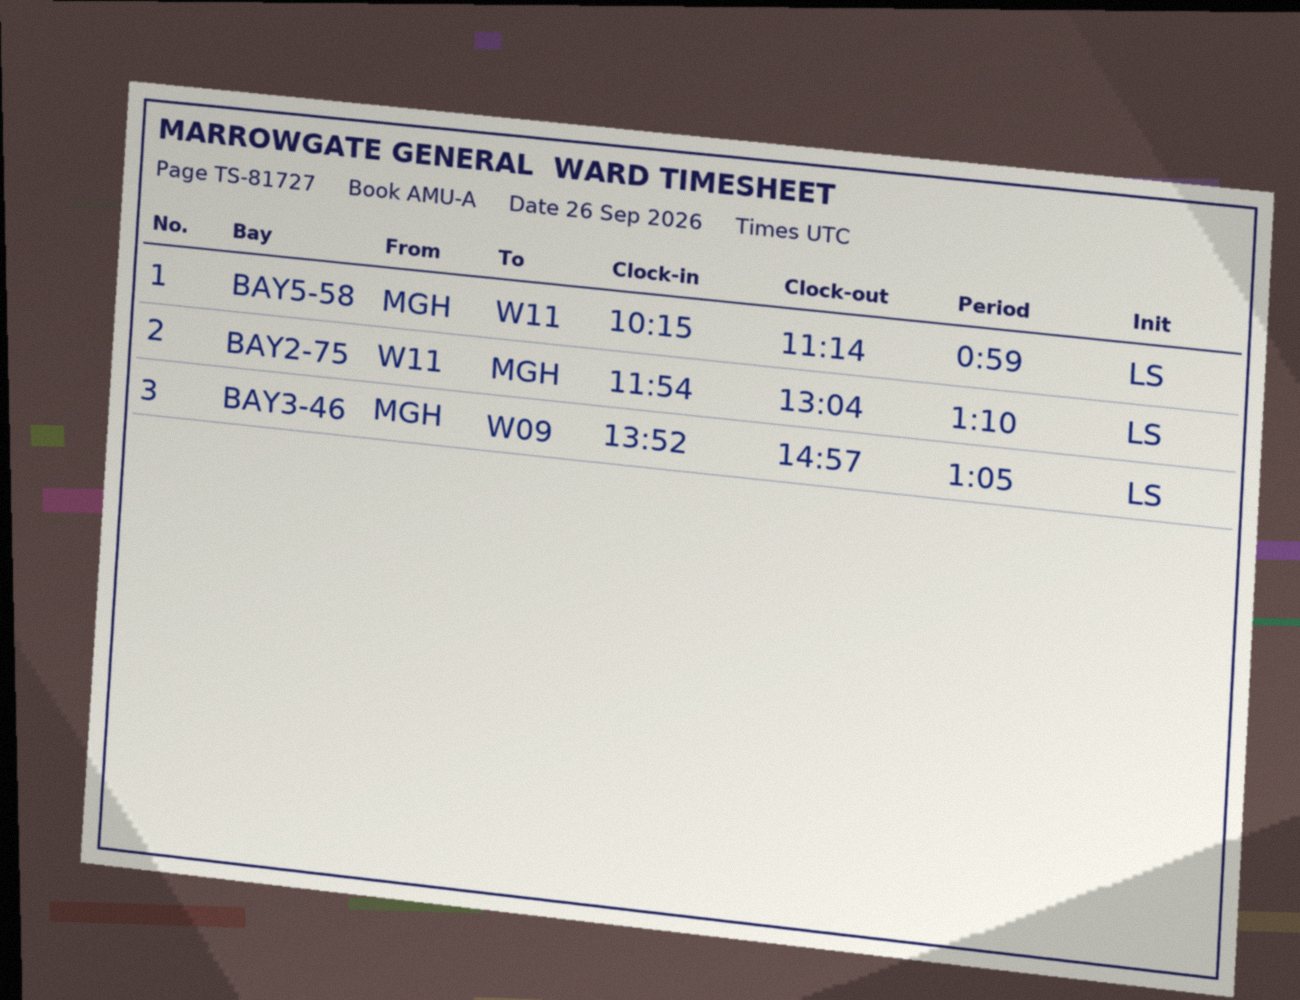 MARROWGATE GENERAL WARD TIMESHEET
Page TS-81727 Book AMU-A Date 26 Sep 2026 Times UTC
No. Bay From To Clock-in Clock-out Period Init
1 BAY5-58 MGH W11 10:15 11:14 0:59 LS
2 BAY2-75 W11 MGH 11:54 13:04 1:10 LS
3 BAY3-46 MGH W09 13:52 14:57 1:05 LS